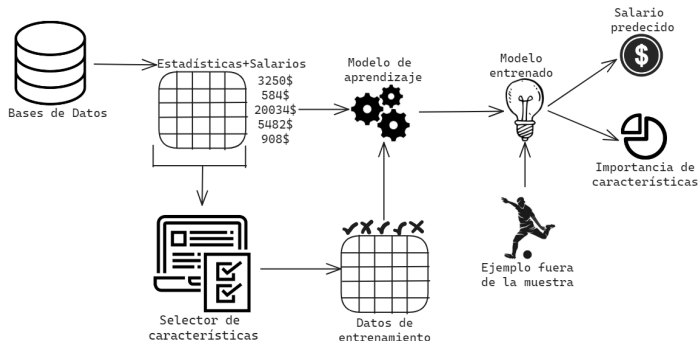 Bases de Datos
Estadísticas+Salarios
3250$
584$
20034$
5482$
908$
Modelo de
aprendizaje
Modelo
entrenado
Salario
predecido
$
Importancia de
características
Selector de
características
Datos de
entrenamiento
Ejemplo fuera
de la muestra